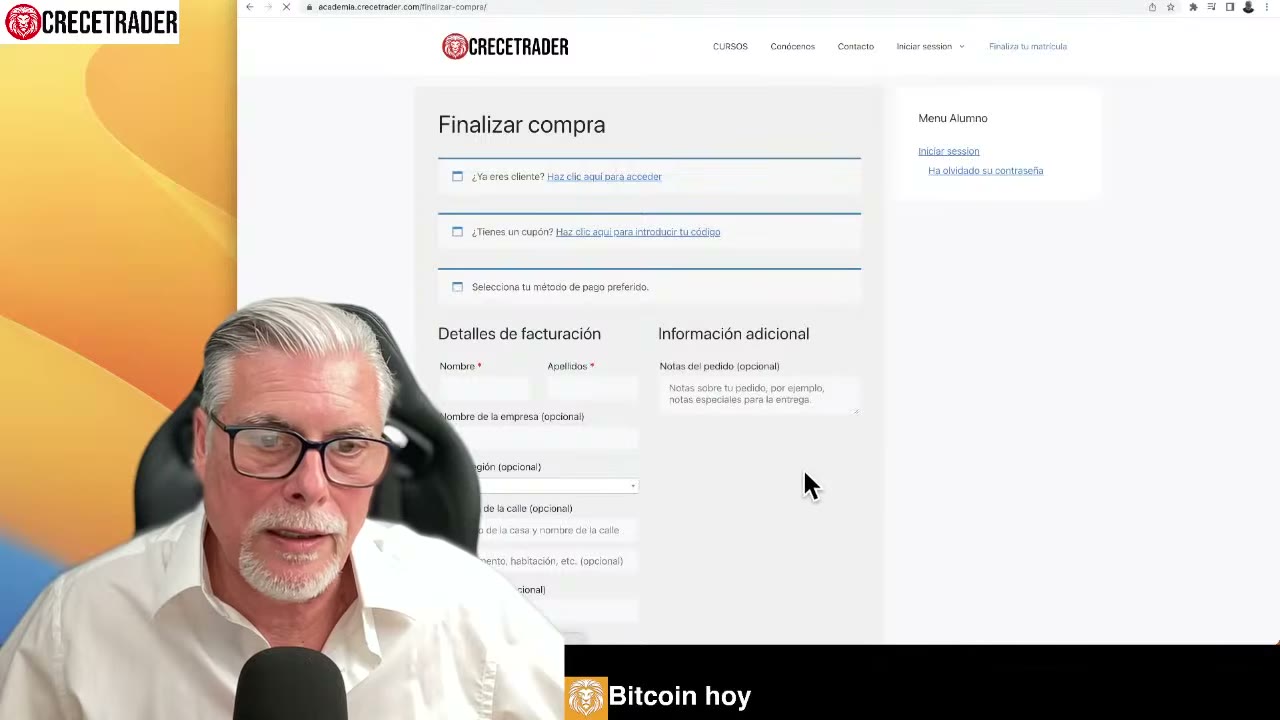 CRECETRADER
academia.crecetrader.com/finalizar-compra/
CRECETRADER
CURSOS Conócenos Contacto Iniciar session Finaliza tu matrícula
Finalizar compra
¿Ya eres cliente? Haz clic aquí para acceder
¿Tienes un cupón? Haz clic aquí para introducir tu código
Selecciona tu método de pago preferido.
Menu Alumno
Iniciar session
Ha olvidado su contraseña
Detalles de facturación
Nombre *
Apellidos *
Nombre de la empresa (opcional)
(opcional)
de la calle (opcional)
de la casa y nombre de la calle
habitación, etc. (opcional)
Información adicional
Notas del pedido (opcional)
Notas sobre tu pedido, por ejemplo,
notas especiales para la entrega.
Bitcoin hoy